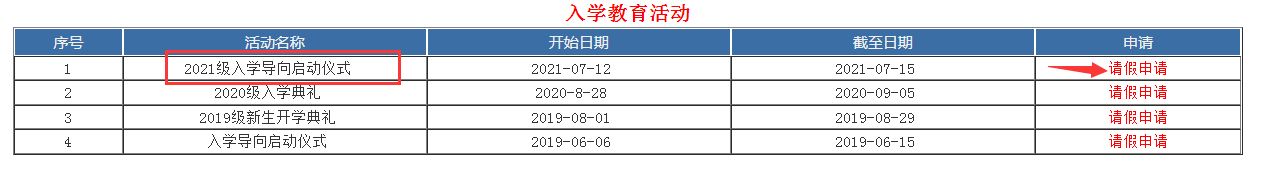 入学教育活动
序号 活动名称 开始日期 截至日期 申请
1 2021级入学导向启动仪式 2021-07-12 2021-07-15 请假申请
2 2020级入学典礼 2020-8-28 2020-09-05 请假申请
3 2019级新生开学典礼 2019-08-01 2019-08-29 请假申请
4 入学导向启动仪式 2019-06-06 2019-06-15 请假申请